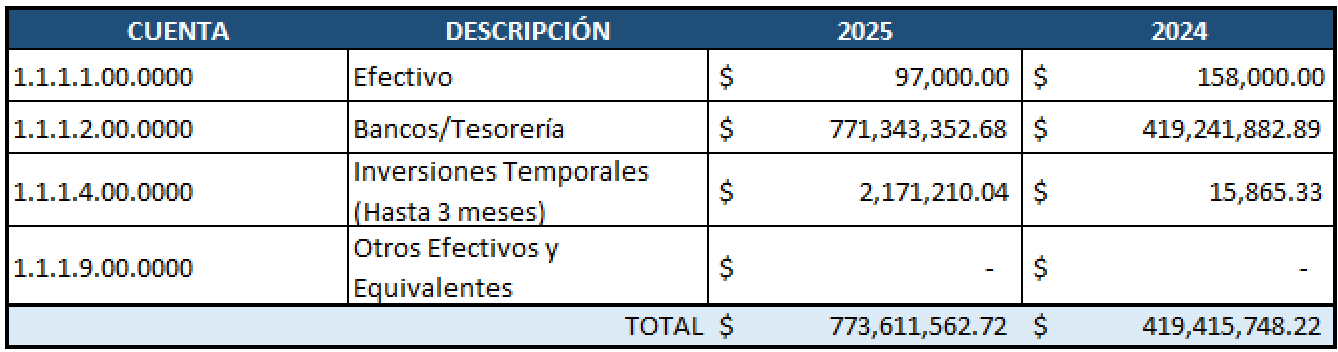 CUENTA DESCRIPCIÓN 2025 2024
1.1.1.1.00.0000 Efectivo $ 97,000.00 $ 158,000.00
1.1.1.2.00.0000 Bancos/Tesorería $ 771,343,352.68 $ 419,241,882.89
1.1.1.4.00.0000 Inversiones Temporales
(Hasta 3 meses) $ 2,171,210.04 $ 15,865.33
1.1.1.9.00.0000 Otros Efectivos y
Equivalentes $ - $ -
TOTAL $ 773,611,562.72 $ 419,415,748.22